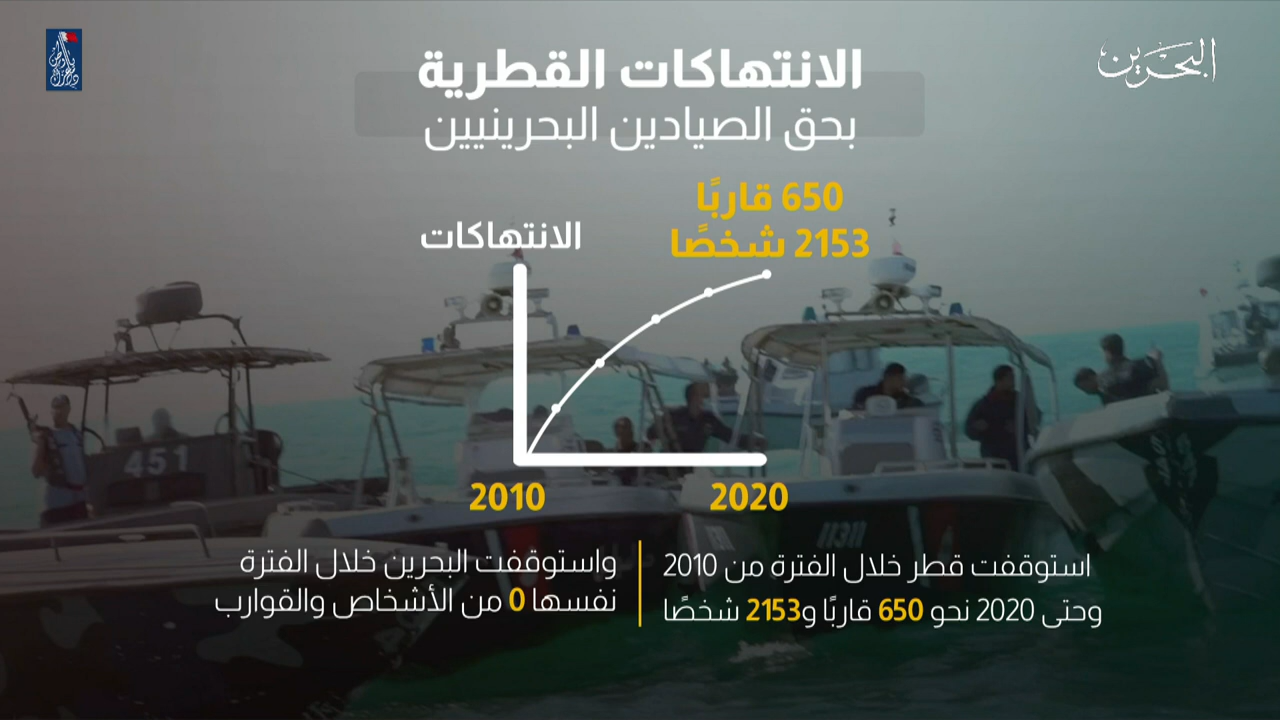 البحرين
الانتهاكات القطرية
بحق الصيادين البحرينيين
650 قاربًا
2153 شخصًا
الانتهاكات
2010
2020
استوقفت قطر خلال الفترة من 2010
وحتى 2020 نحو 650 قاربًا و2153 شخصًا
واستوقفت البحرين خلال الفترة
نفسها 0 من الأشخاص والقوارب
451
11311